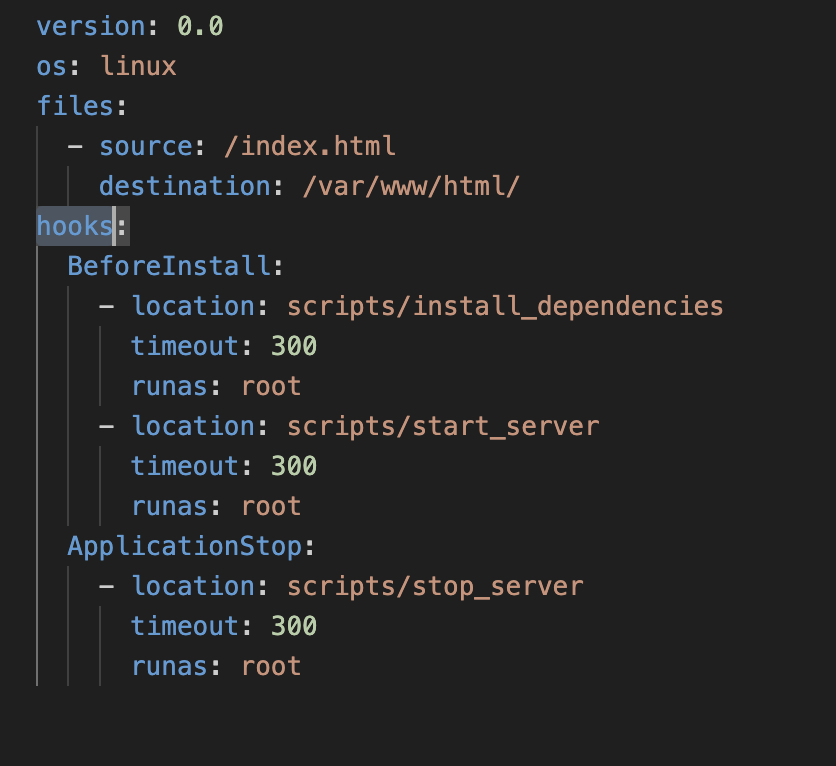 version: 0.0
os: linux
files:
  - source: /index.html
    destination: /var/www/html/
hooks:
  BeforeInstall:
    - location: scripts/install_dependencies
      timeout: 300
      runas: root
    - location: scripts/start_server
      timeout: 300
      runas: root
  ApplicationStop:
    - location: scripts/stop_server
      timeout: 300
      runas: root